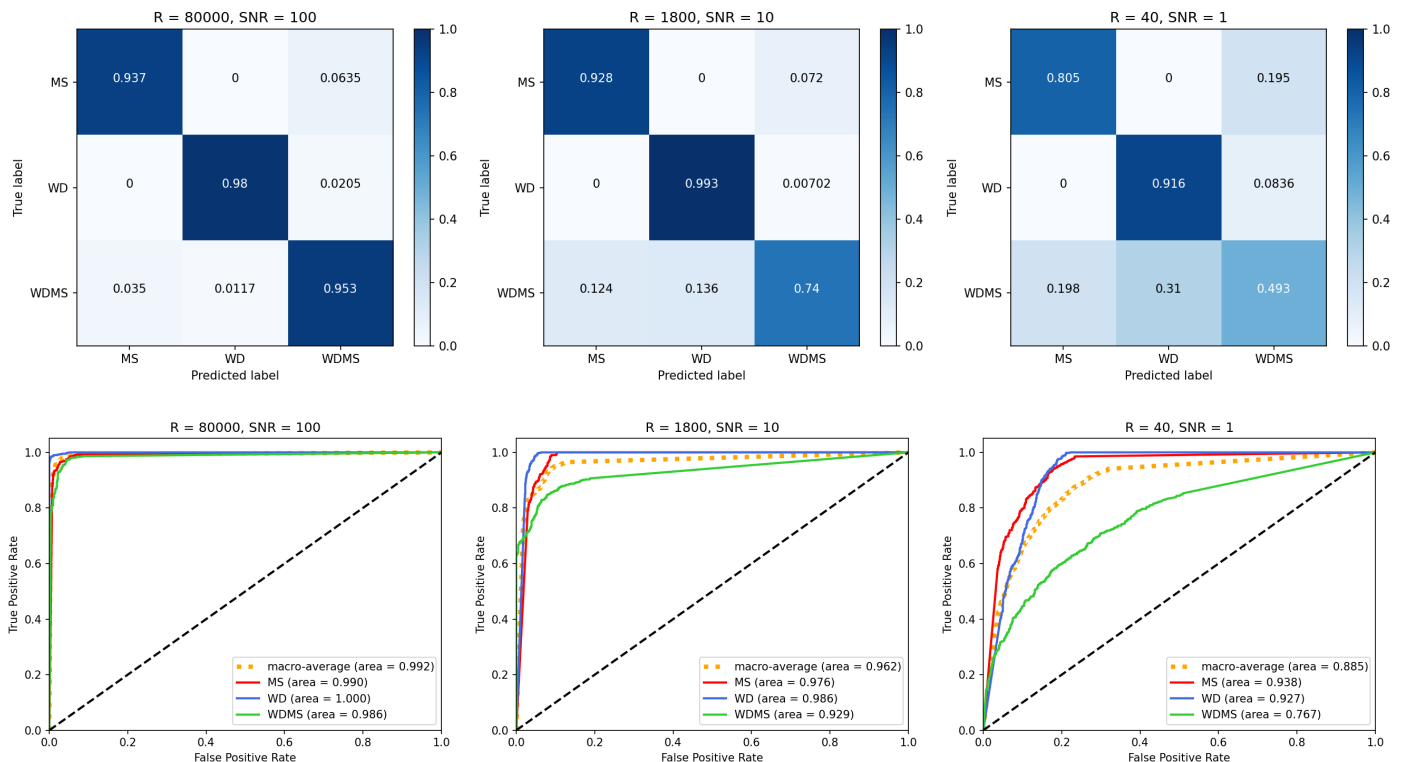 R = 80000, SNR = 100
True label
MS
WD
WDMS
0.937 0 0.0635
0 0.98 0.0205
0.035 0.0117 0.953
MS WD WDMS
Predicted label
1.0
0.8
0.6
0.4
0.2
0.0
R = 1800, SNR = 10
True label
MS
WD
WDMS
0.928 0 0.072
0 0.993 0.00702
0.124 0.136 0.74
MS WD WDMS
Predicted label
1.0
0.8
0.6
0.4
0.2
0.0
R = 40, SNR = 1
True label
MS
WD
WDMS
0.805 0 0.195
0 0.916 0.0836
0.198 0.31 0.493
MS WD WDMS
Predicted label
1.0
0.8
0.6
0.4
0.2
0.0
R = 80000, SNR = 100
True Positive Rate
1.0
0.8
0.6
0.4
0.2
0.0
macro-average (area = 0.992)
MS (area = 0.990)
WD (area = 1.000)
WDMS (area = 0.986)
0.0 0.2 0.4 0.6 0.8 1.0
False Positive Rate
R = 1800, SNR = 10
True Positive Rate
1.0
0.8
0.6
0.4
0.2
0.0
macro-average (area = 0.962)
MS (area = 0.976)
WD (area = 0.986)
WDMS (area = 0.929)
0.0 0.2 0.4 0.6 0.8 1.0
False Positive Rate
R = 40, SNR = 1
True Positive Rate
1.0
0.8
0.6
0.4
0.2
0.0
macro-average (area = 0.885)
MS (area = 0.938)
WD (area = 0.927)
WDMS (area = 0.767)
0.0 0.2 0.4 0.6 0.8 1.0
False Positive Rate